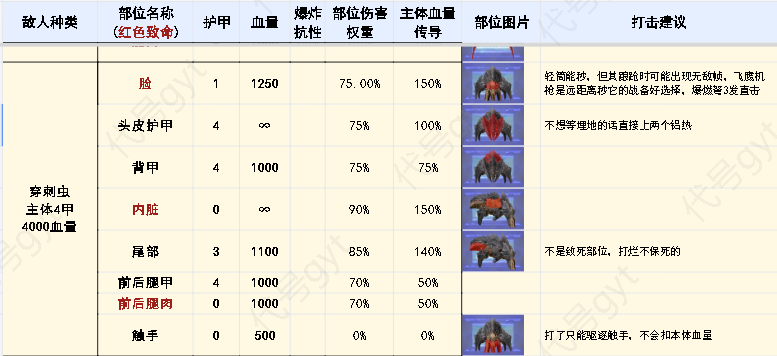 敌人种类 部位名称 护甲 血量 爆炸 部位伤害 主体血量 部位图片 打击建议
(红色致命) 抗性 权重 传导
脸 1 1250 75.00% 150% 轻筒能秒，但其踉跄时可能出现无敌帧，飞鹰机
枪是远距离秒它的战备好选择，爆燃弩3发直击
头皮护甲 4 ∞ 75% 100% 不想等埋地的话直接上两个铝热
背甲 4 1000 75% 75%
穿刺虫
主体4甲
4000血量
内脏 0 ∞ 90% 150%
尾部 3 1100 85% 140% 不是致死部位，打烂不保死的
前后腿甲 4 1000 70% 50%
前后腿肉 0 1000 70% 50%
触手 0 500 0% 0% 打了只能驱逐触手，不会扣本体血量
代号gyt